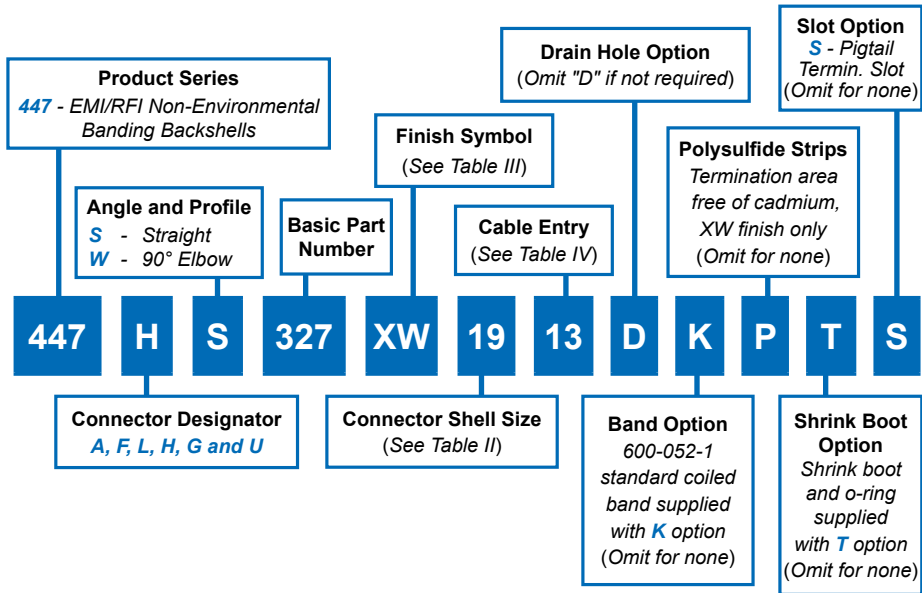 Product Series
447 - EMI/RFI Non-Environmental
Banding Backshells
Angle and Profile
S - Straight
W - 90° Elbow
Basic Part
Number
Finish Symbol
(See Table III)
Cable Entry
(See Table IV)
Drain Hole Option
(Omit "D" if not required)
Polysulfide Strips
Termination area
free of cadmium,
XW finish only
(Omit for none)
Slot Option
S - Pigtail
Termin. Slot
(Omit for none)
447 H S 327 XW 19 13 D K P T S
Connector Designator
A, F, L, H, G and U
Connector Shell Size
(See Table II)
Band Option
600-052-1
standard coiled
band supplied
with K option
(Omit for none)
Shrink Boot
Option
Shrink boot
and o-ring
supplied
with T option
(Omit for none)